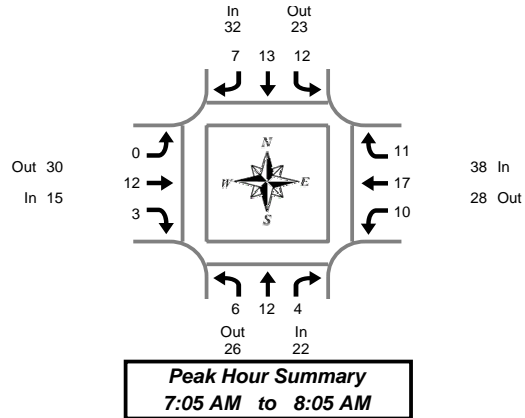 In Out
32 23
7 13 12
0 11
N
Out 30 12 W E 17 38 In
In 15 3 S 10 28 Out
6 12 4
Out In
26 22
Peak Hour Summary
7:05 AM to 8:05 AM